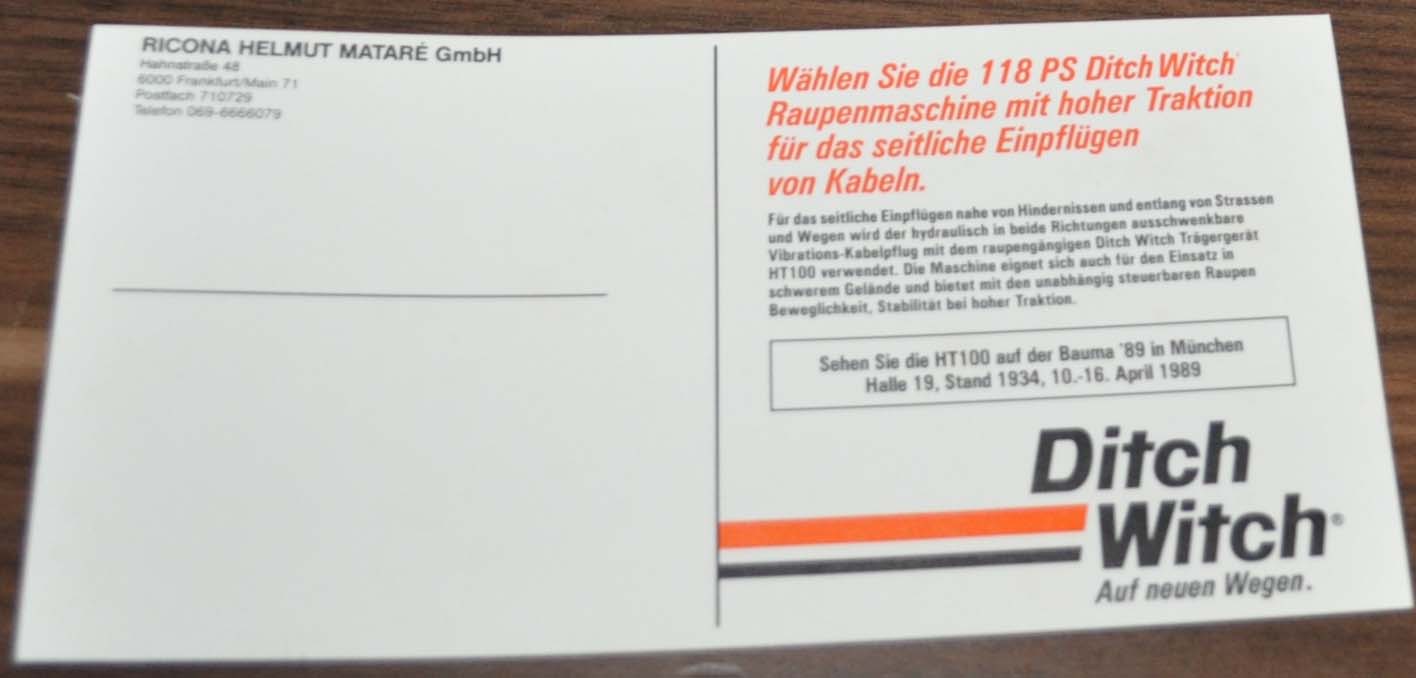 RICONA HELMUT MATARÉ GmbH
Hahnstraße 48
6000 Frankfurt/Main 71
Postfach 710729
Telefon 069-6666079
Wählen Sie die 118 PS Ditch Witch
Raupenmaschine mit hoher Traktion
für das seitliche Einpflügen
von Kabeln.
Für das seitliche Einpflügen nahe von Hindernissen und entlang von Strassen
und Wegen wird der hydraulisch in beide Richtungen ausschwenkbare
Vibrations-Kabelpflug mit dem raupengängigen Ditch Witch Trägergerät
HT100 verwendet. Die Maschine eignet sich auch für den Einsatz in
schwerem Gelände und bietet mit den unabhängig steuerbaren Raupen
Beweglichkeit, Stabilität bei hoher Traktion.
Sehen Sie die HT100 auf der Bauma '89 in München
Halle 19, Stand 1934, 10.-16. April 1989
Ditch
Witch®
Auf neuen Wegen.